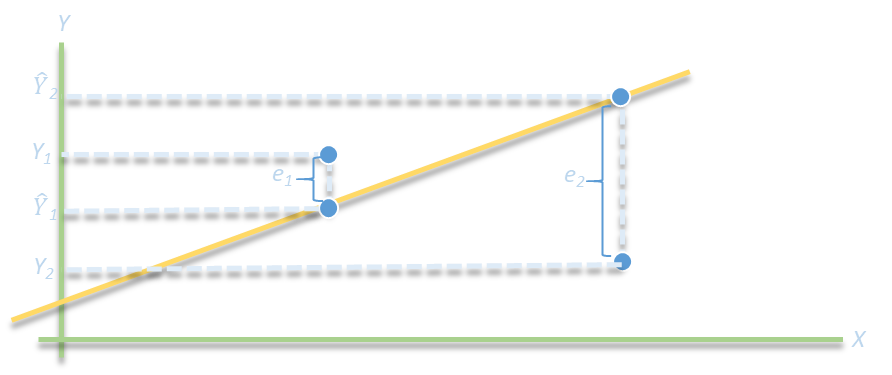 Y
Ŷ₂
Y₁
e₁
e₂
Ŷ₁
Y₂
X